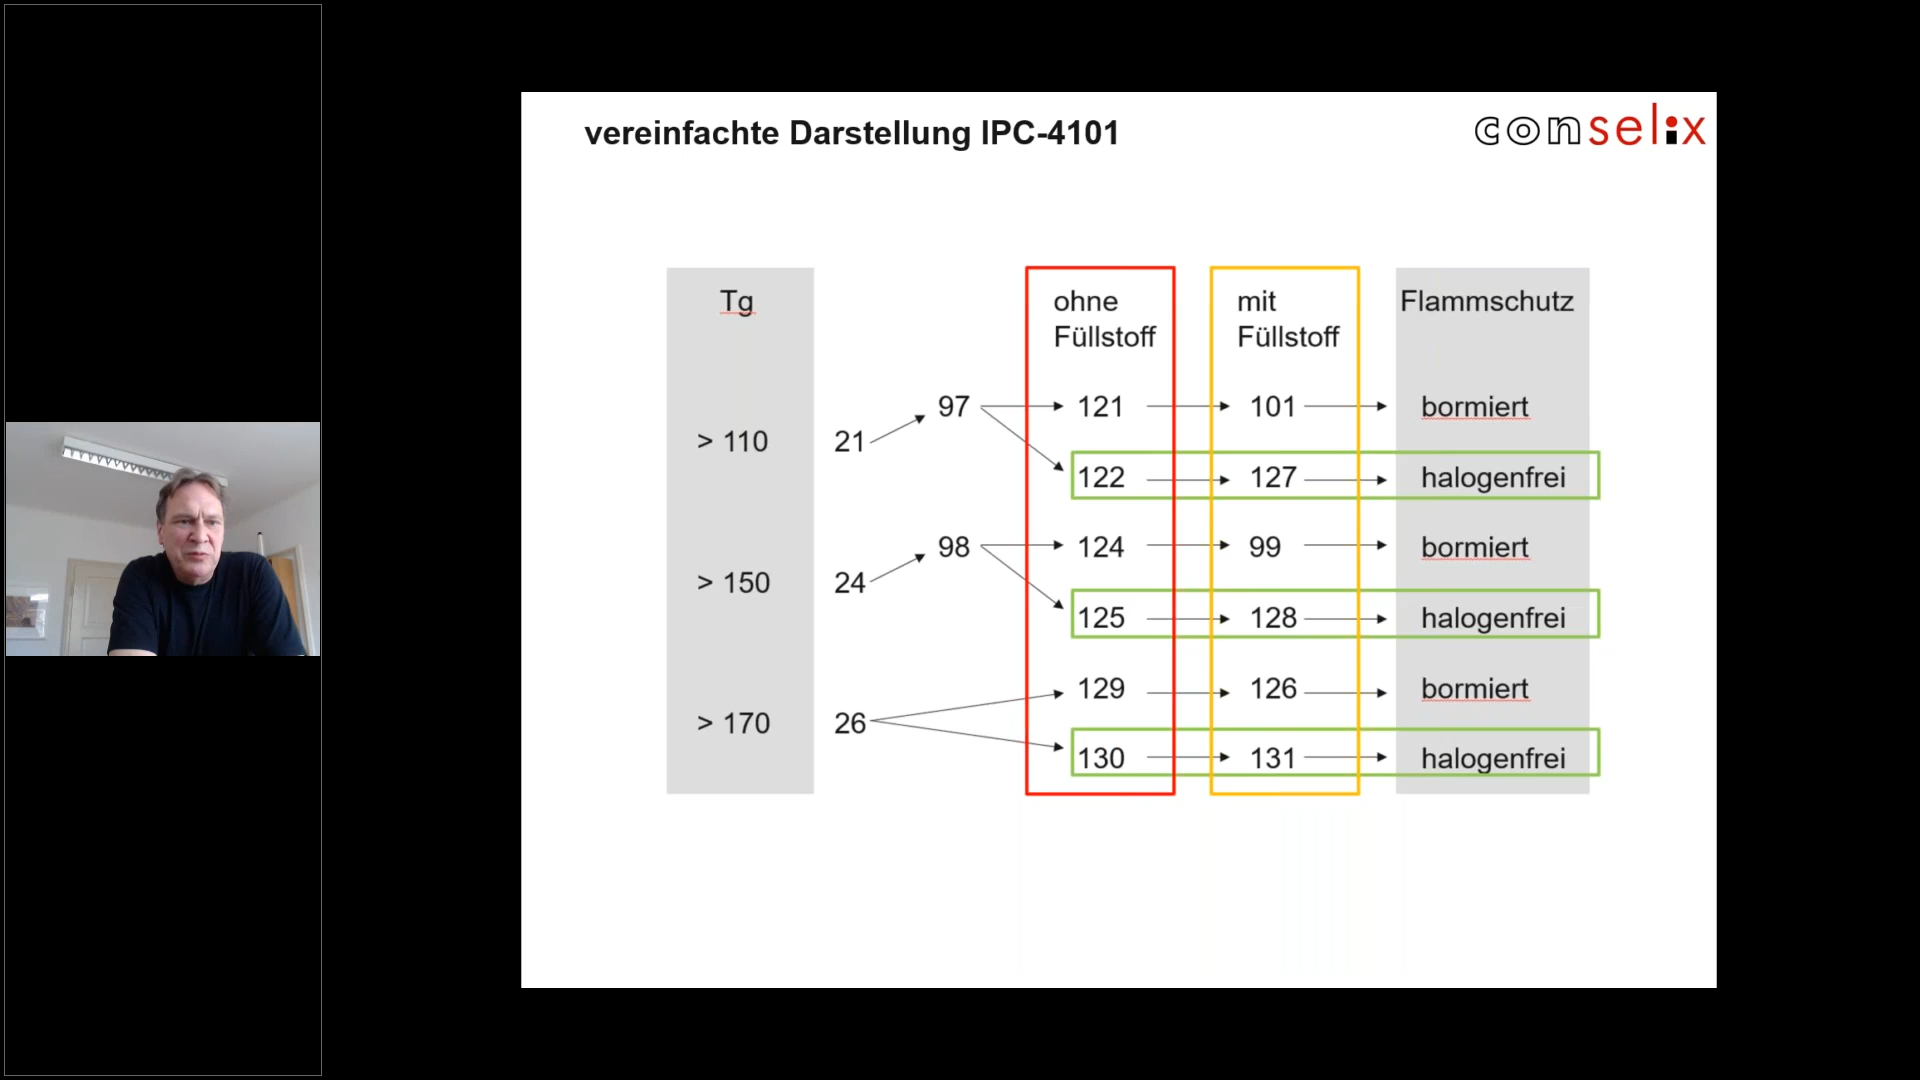 vereinfachte Darstellung IPC-4101
conselix
Tg
ohne
Füllstoff
mit
Füllstoff
Flammschutz
97
121
101
bormiert
> 110
21
122
127
halogenfrei
98
124
99
bormiert
> 150
24
125
128
halogenfrei
129
126
bormiert
> 170
26
130
131
halogenfrei